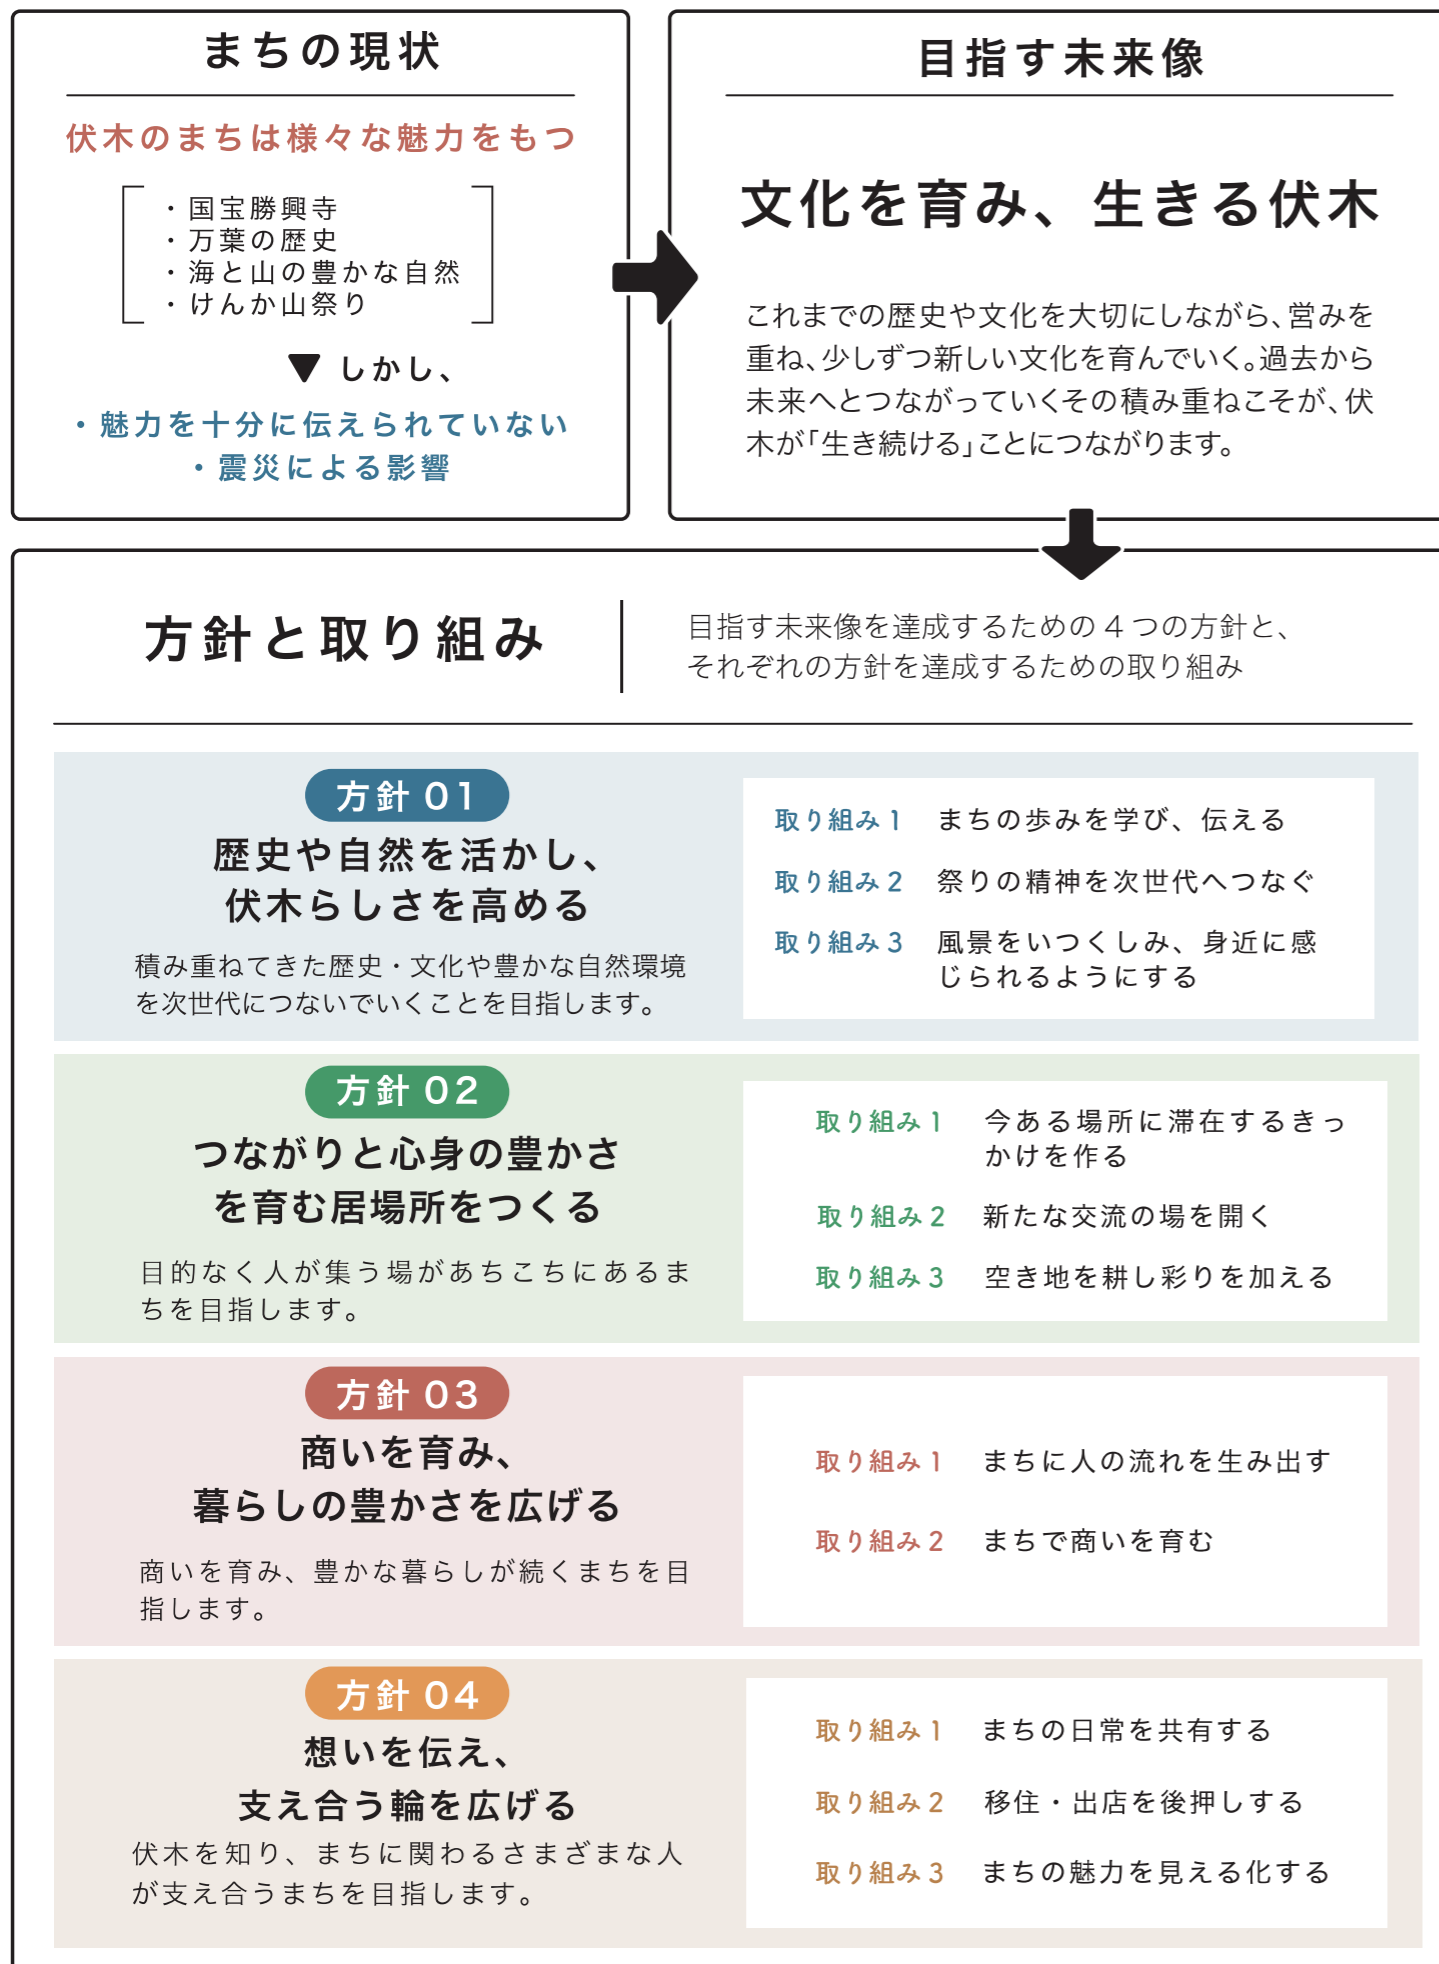 まちの現状
伏木のまちは様々な魅力をもつ
・国宝勝興寺
・万葉の歴史
・海と山の豊かな自然
・けんか山祭り
▼しかし、
・魅力を十分に伝えられていない
・震災による影響
目指す未来像
文化を育み、生きる伏木
これまでの歴史や文化を大切にしながら、営みを
重ね、少しずつ新しい文化を育んでいく。過去から
未来へとつながっていくその積み重ねこそが、伏
木が「生き続ける」ことにつながります。
方針と取り組み
目指す未来像を達成するための4つの方針と、
それぞれの方針を達成するための取り組み
方針01
歴史や自然を活かし、
伏木らしさを高める
積み重ねてきた歴史・文化や豊かな自然環境
を次世代につないでいくことを目指します。
取り組み1 まちの歩みを学び、伝える
取り組み2 祭りの精神を次世代へつなぐ
取り組み3 風景をいつくしみ、身近に感
じられるようにする
方針02
つながりと心身の豊かさ
を育む居場所をつくる
目的なく人が集う場があちこちにあるま
ちを目指します。
取り組み1 今ある場所に滞在するきっ
かけを作る
取り組み2 新たな交流の場を開く
取り組み3 空き地を耕し彩りを加える
方針03
商いを育み、
暮らしの豊かさを広げる
商いを育み、豊かな暮らしが続くまちを目
指します。
取り組み1 まちに人の流れを生み出す
取り組み2 まちで商いを育む
方針04
想いを伝え、
支え合う輪を広げる
伏木を知り、まちに関わるさまざまな人
が支え合うまちを目指します。
取り組み1 まちの日常を共有する
取り組み2 移住・出店を後押しする
取り組み3 まちの魅力を見える化する